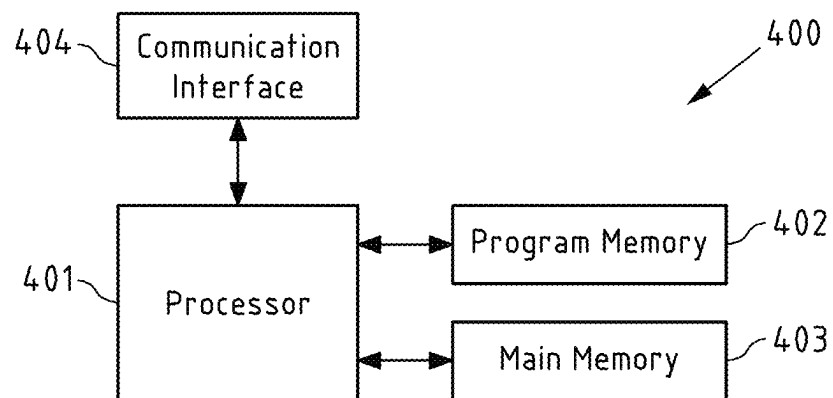 404
Communication
Interface
400
401
Processor
Program Memory
402
Main Memory
403